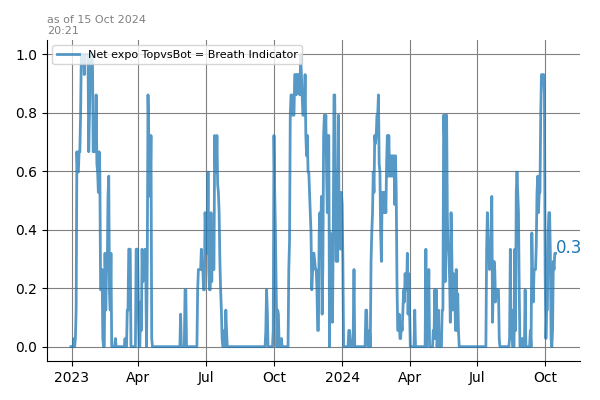 as of 15 Oct 2024
20:21
Net expo TopvsBot = Breath Indicator
1.0
0.8
0.6
0.4
0.3
0.2
0.0
2023 Apr Jul Oct 2024 Apr Jul Oct